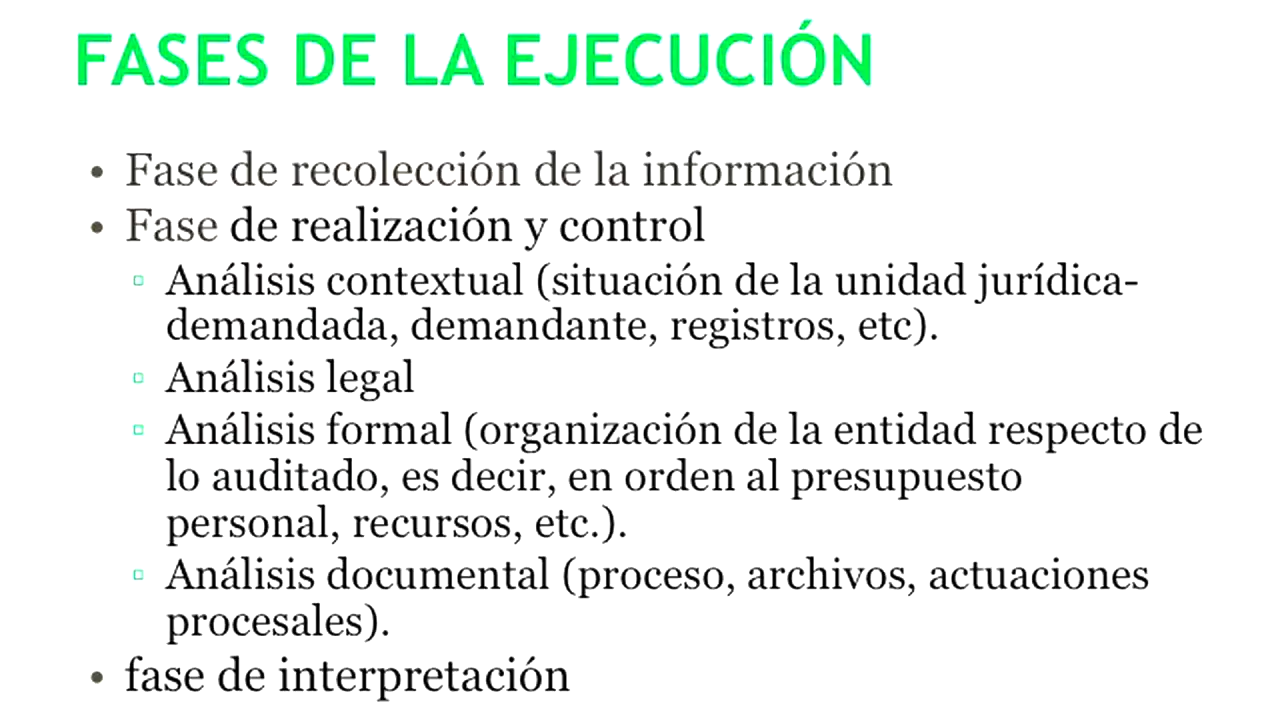 FASES DE LA EJECUCIÓN
• Fase de recolección de la información
• Fase de realización y control
▫ Análisis contextual (situación de la unidad jurídica-
demandada, demandante, registros, etc).
▫ Análisis legal
▫ Análisis formal (organización de la entidad respecto de
lo auditado, es decir, en orden al presupuesto
personal, recursos, etc.).
▫ Análisis documental (proceso, archivos, actuaciones
procesales).
• fase de interpretación